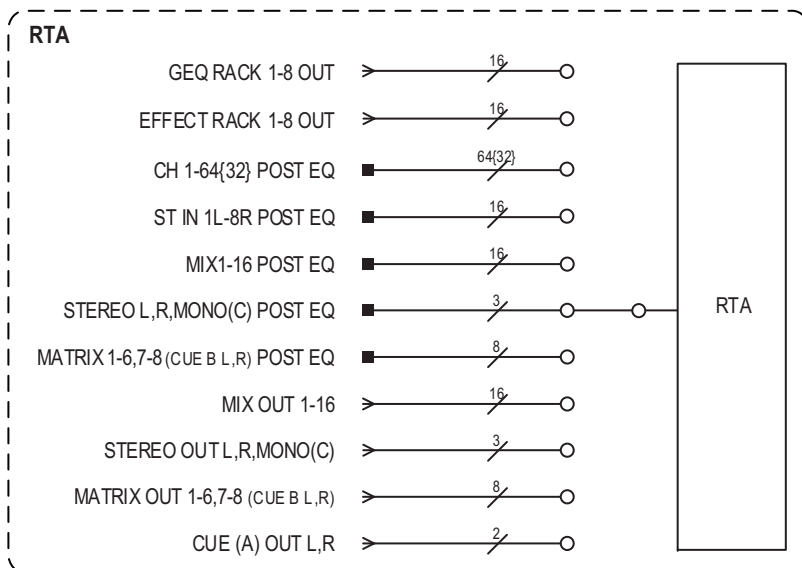 RTA
GEQ RACK 1-8 OUT 16
EFFECT RACK 1-8 OUT 16
CH 1-64{32} POST EQ 64{32}
ST IN 1L-8R POST EQ 16
MIX1-16 POST EQ 16
STEREO L,R,MONO(C) POST EQ 3 RTA
MATRIX 1-6,7-8 (CUE B L,R) POST EQ 8
MIX OUT 1-16 16
STEREO OUT L,R,MONO(C) 3
MATRIX OUT 1-6,7-8 (CUE B L,R) 8
CUE (A) OUT L,R 2